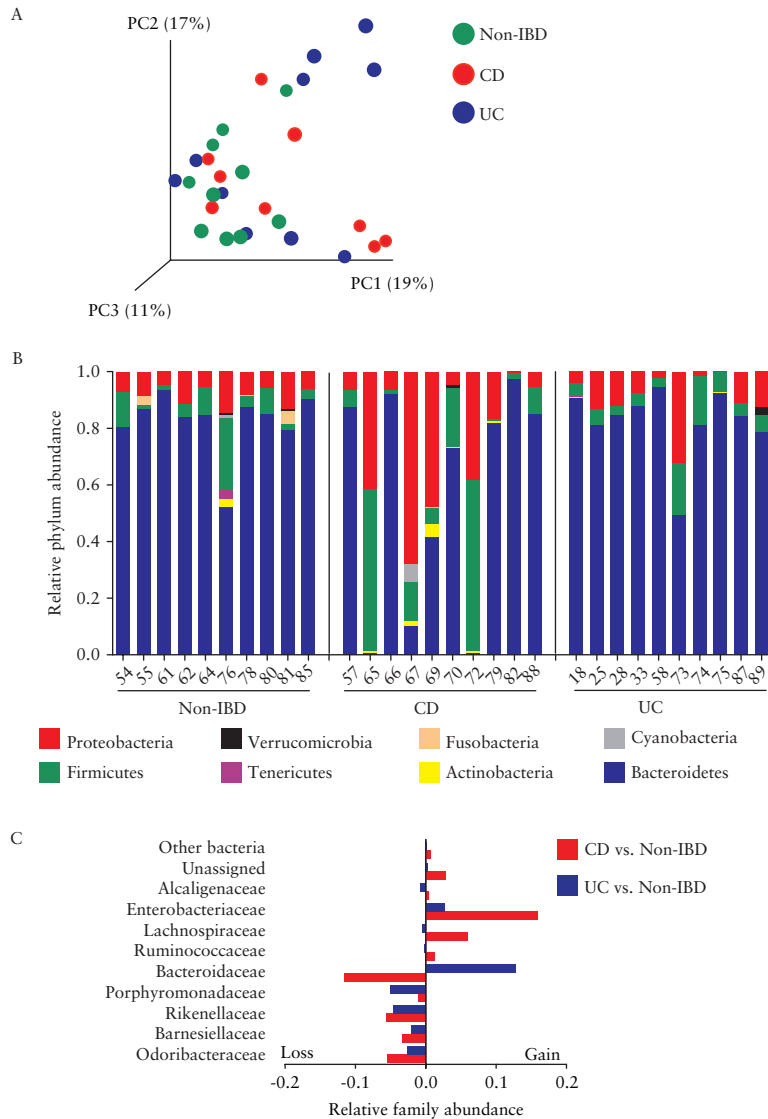 A
PC2 (17%)
Non-IBD
CD
UC
PC1 (19%)
PC3 (11%)
B
Relative phylum abundance
1.0
0.8
0.6
0.4
0.2
0.0
54 55 61 62 64 76 78 80 81 85 57 65 66 67 69 70 72 79 82 88 18 25 28 33 58 73 74 75 87 89
Non-IBD CD UC
Proteobacteria Verrucomicrobia Fusobacteria Cyanobacteria
Firmicutes Tenericutes Actinobacteria Bacteroidetes
C
CD vs. Non-IBD
UC vs. Non-IBD
Other bacteria
Unassigned
Alcaligenaceae
Enterobacteriaceae
Lachnospiraceae
Ruminococcaceae
Bacteroidaceae
Porphyromonadaceae
Rikenellaceae
Barnesiellaceae
Odoribacteraceae
Loss Gain
-0.2 -0.1 0.0 0.1 0.2
Relative family abundance